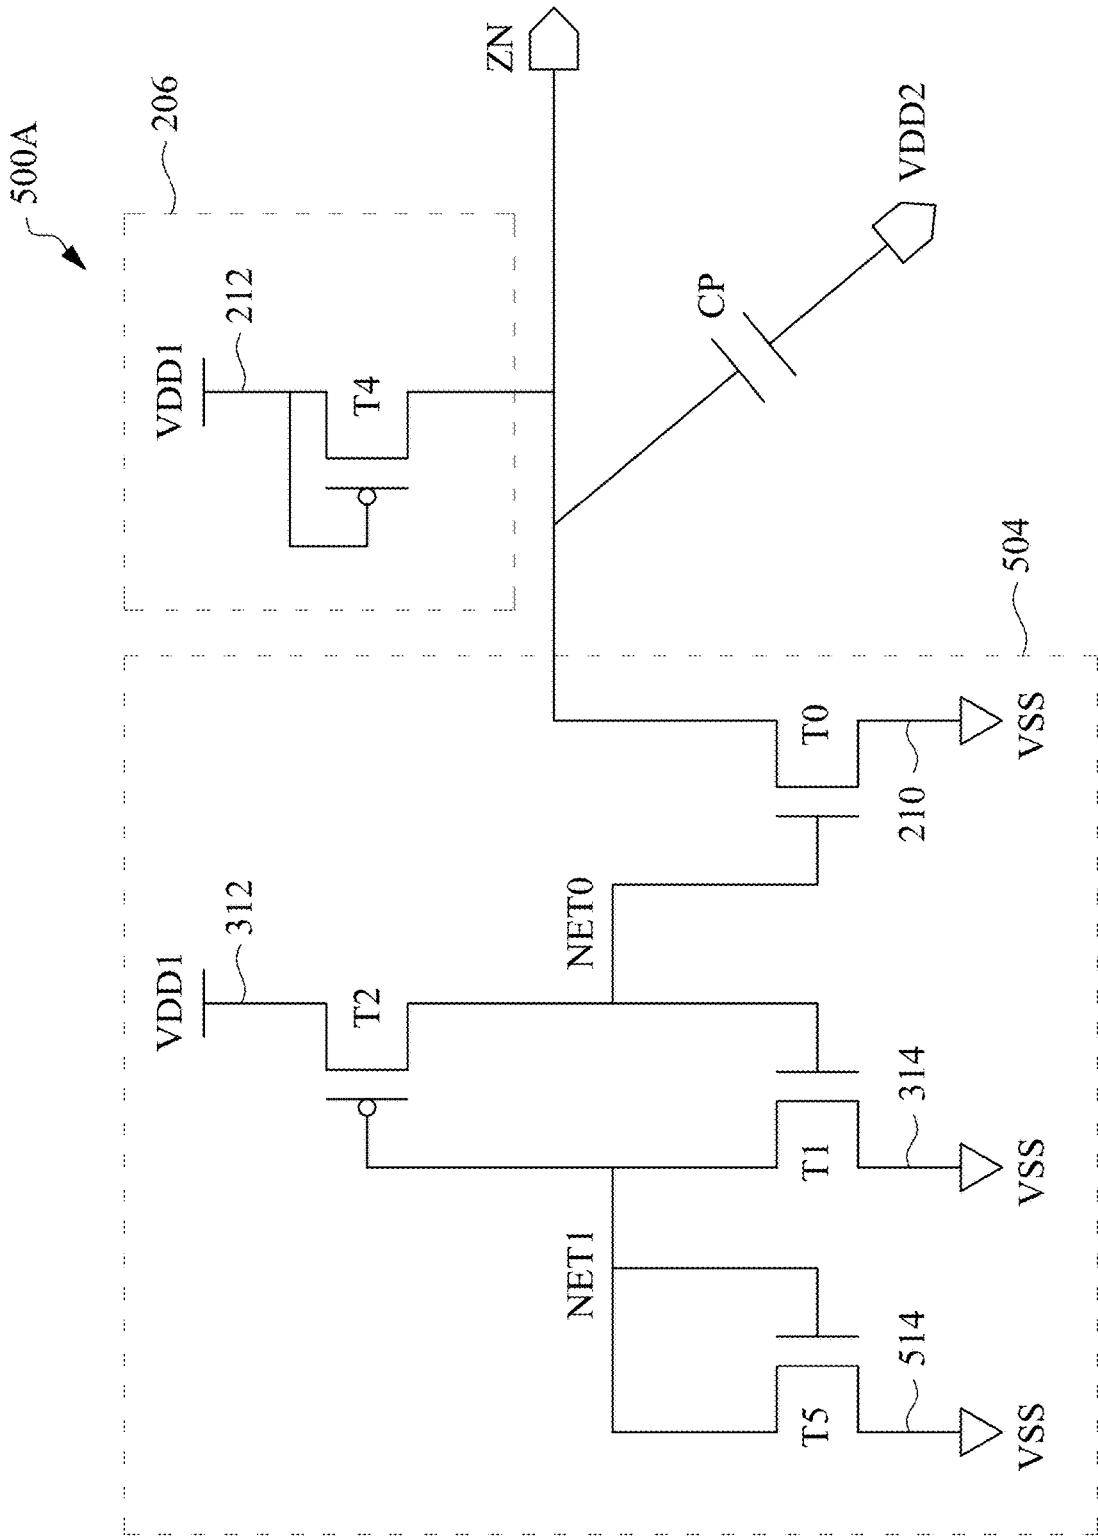 500A
206
VDD1
212
T4
ZN
CP
VDD2
504
VDD1
312
T2
NET0
T0
210
VSS
NET1
T1
314
VSS
T5
514
VSS